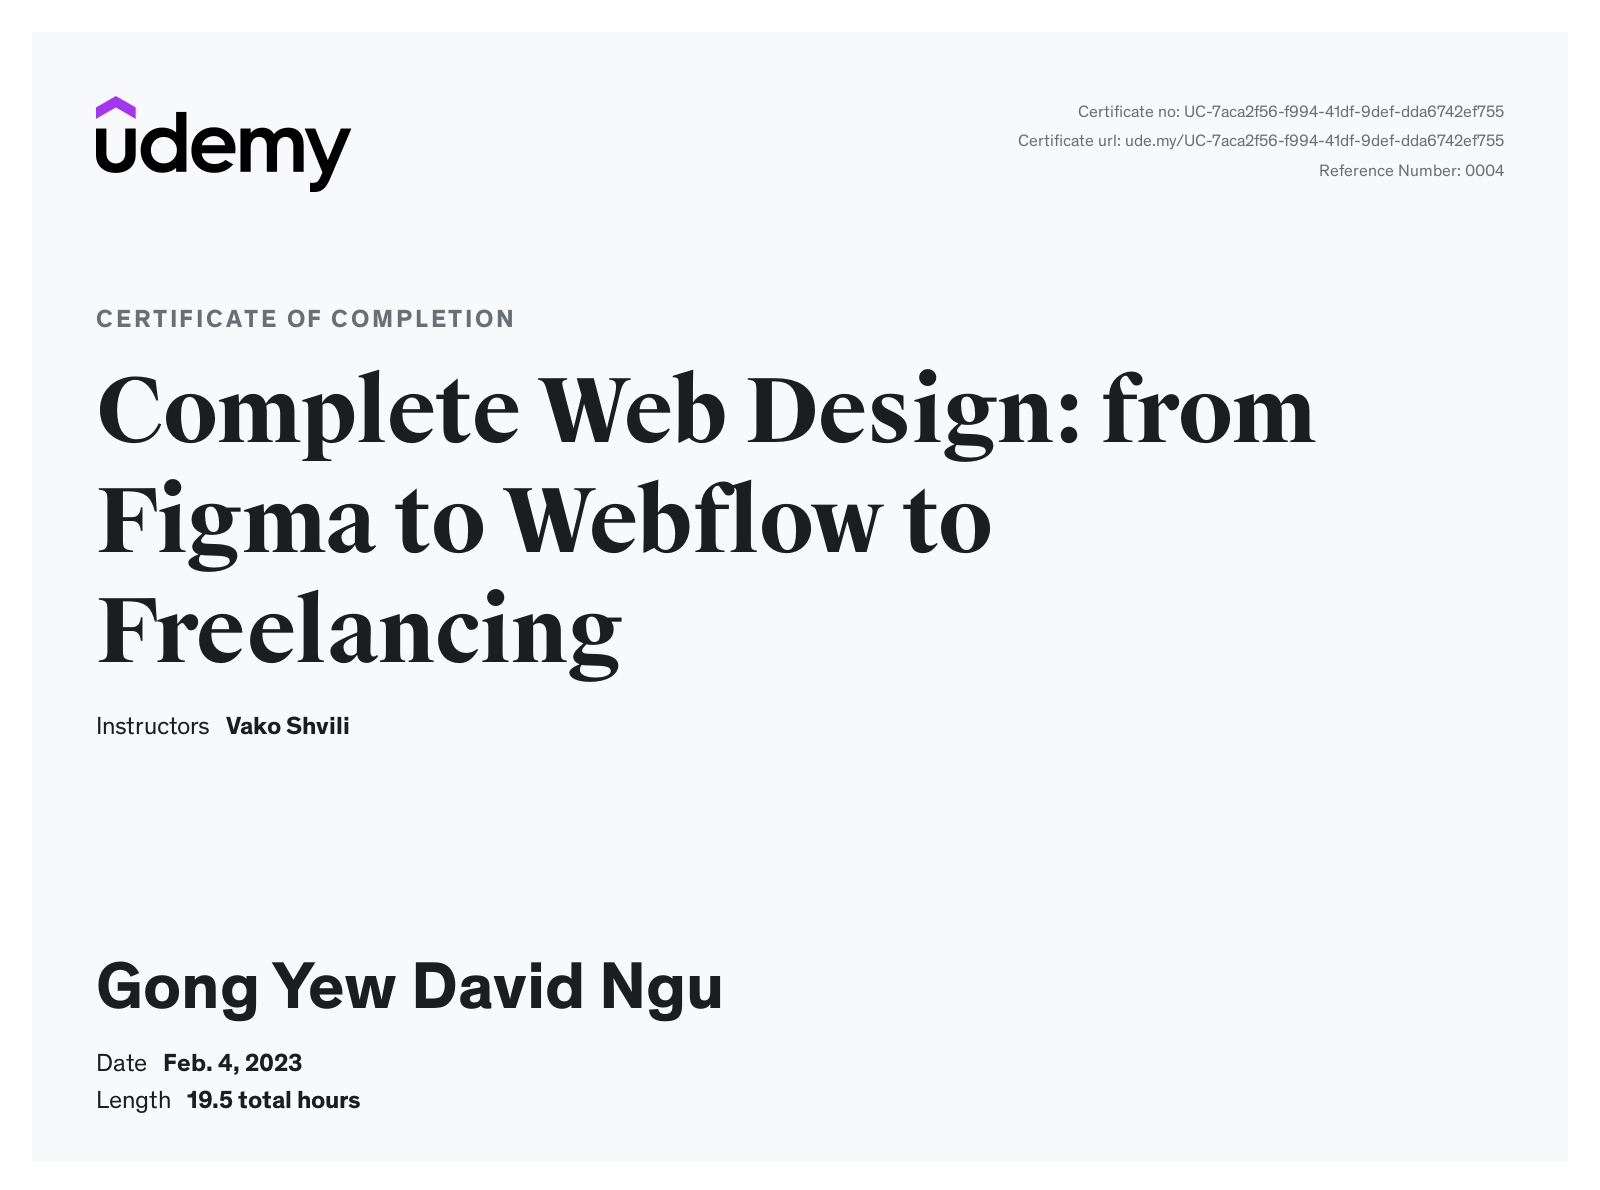 udemy
Certificate no: UC-7aca2f56-f994-41df-9def-dda6742ef755
Certificate url: ude.my/UC-7aca2f56-f994-41df-9def-dda6742ef755
Reference Number: 0004
CERTIFICATE OF COMPLETION
Complete Web Design: from
Figma to Webflow to
Freelancing
Instructors Vako Shvili
Gong Yew David Ngu
Date Feb. 4, 2023
Length 19.5 total hours